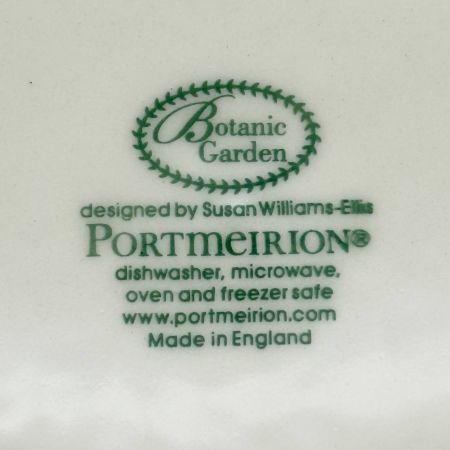 Botanic
Garden
designed by Susan Williams-Ellis
PORTMEIRION®
dishwasher, microwave,
oven and freezer safe
www.portmeirion.com
Made in England